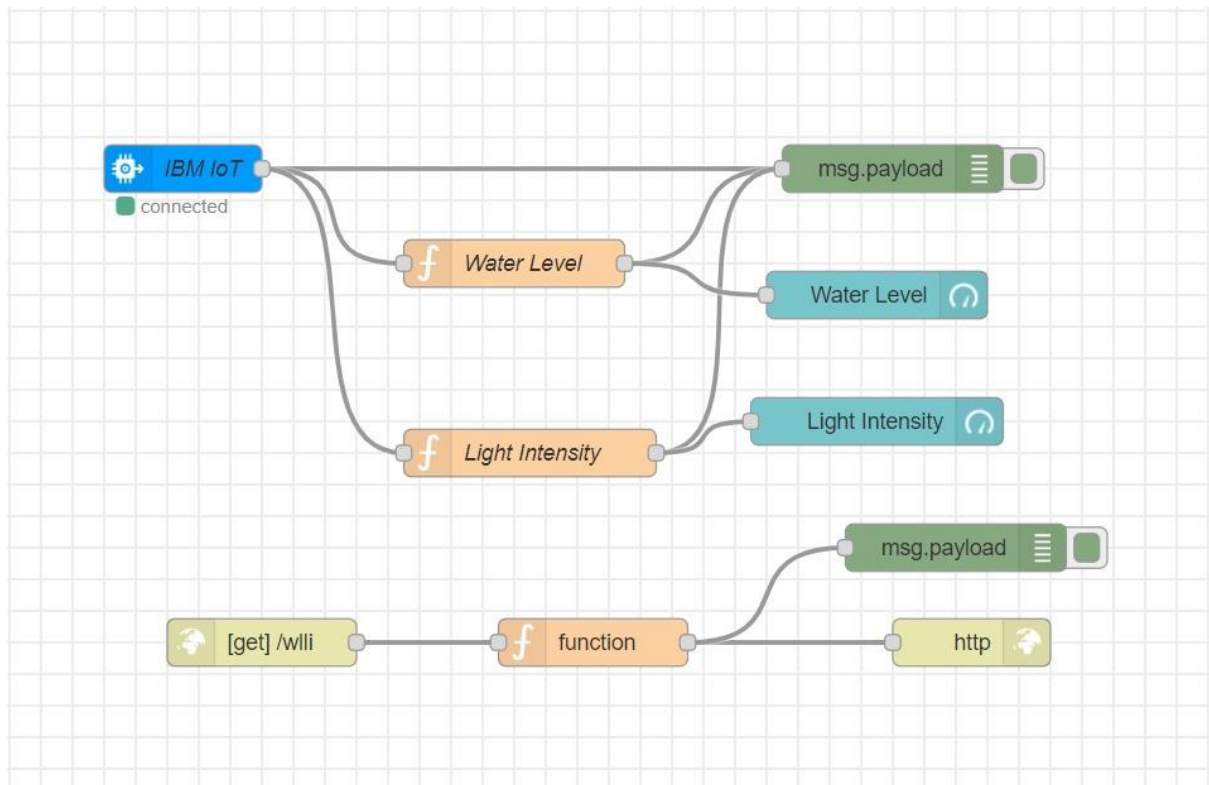 IBM IoT
msg.payload
connected
Water Level
Water Level
Light Intensity
Light Intensity
msg.payload
[get] /wlli
function
http